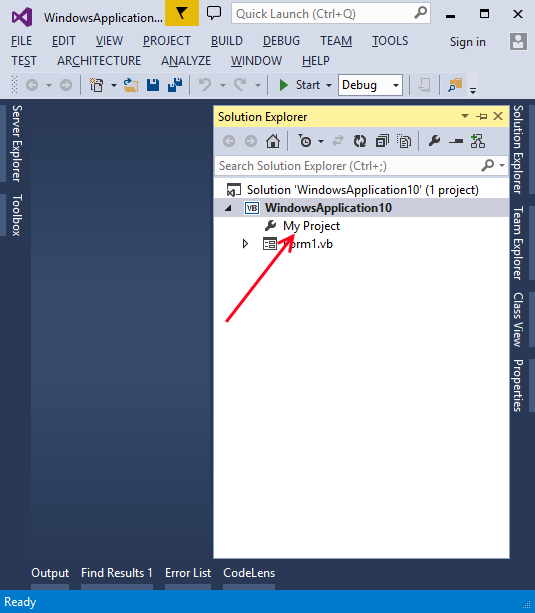 WindowsApplication... Quick Launch (Ctrl+Q)
FILE EDIT VIEW PROJECT BUILD DEBUG TEAM TOOLS Sign in
TEST ARCHITECTURE ANALYZE WINDOW HELP
Start Debug
Server Explorer
Toolbox
Solution Explorer
Search Solution Explorer (Ctrl+;)
Solution 'WindowsApplication10' (1 project)
VB WindowsApplication10
My Project
Form1.vb
Solution Explorer
Team Explorer
Class View
Properties
Output Find Results 1 Error List CodeLens
Ready